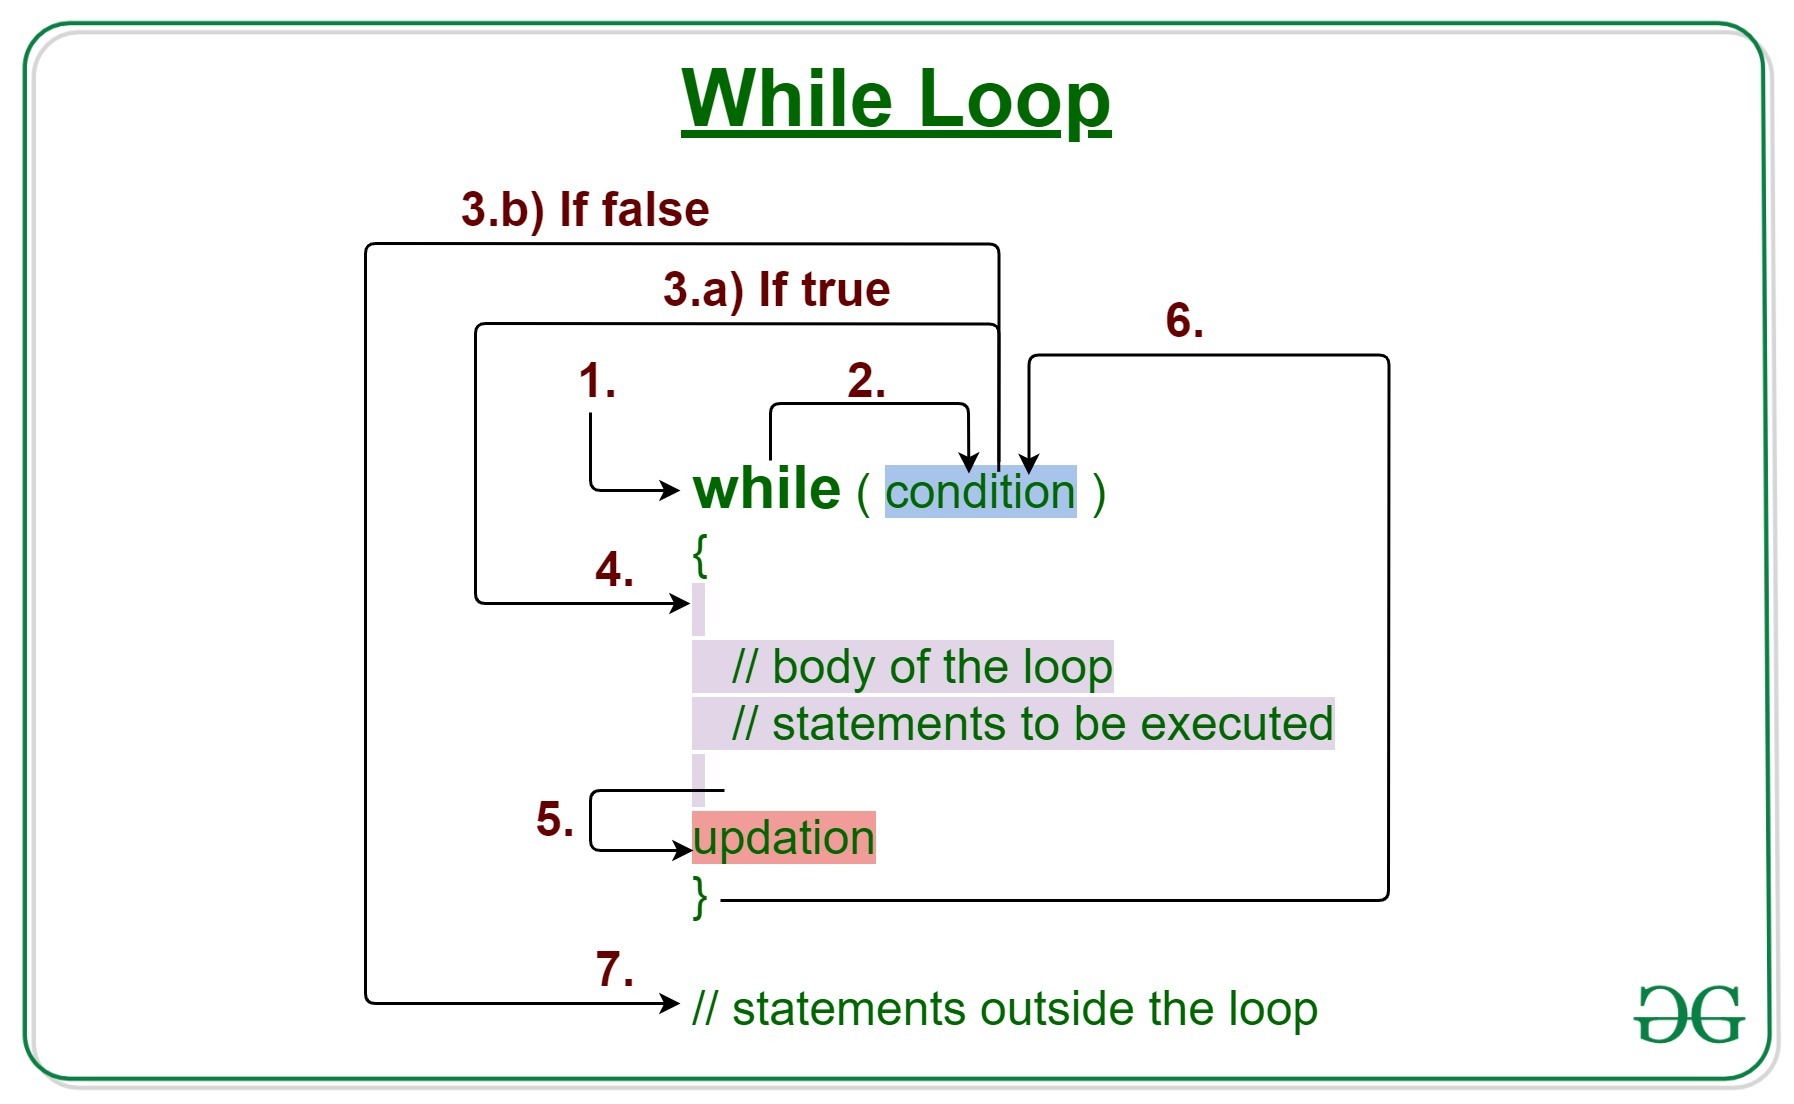 While Loop
3.b) If false
3.a) If true
6.
1.
2.
while ( condition )
{
4.
// body of the loop
// statements to be executed
5.
updation
}
7.
// statements outside the loop